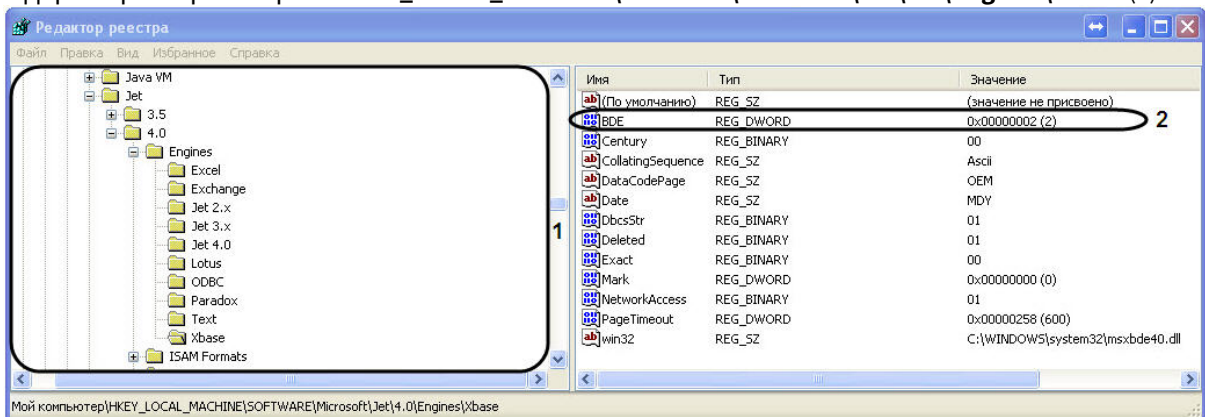 Редактор реестра
Файл Правка Вид Избранное Справка
Java VM
Jet
3.5
4.0
Engines
Excel
Exchange
Jet 2.x
Jet 3.x
Jet 4.0
Lotus
ODBC
Paradox
Text
Xbase
ISAM Formats
1
Имя Тип Значение
(По умолчанию) REG_SZ (значение не присвоено)
BDE REG_DWORD 0x00000002 (2)
2
Century REG_BINARY 00
CollatingSequence REG_SZ Ascii
DataCodePage REG_SZ OEM
Date REG_SZ MDY
DbcsStr REG_BINARY 01
Deleted REG_BINARY 01
Exact REG_BINARY 00
Mark REG_DWORD 0x00000000 (0)
NetworkAccess REG_BINARY 01
PageTimeout REG_DWORD 0x00000258 (600)
win32 REG_SZ C:\WINDOWS\system32\msxbde40.dll
Мой компьютер\HKEY_LOCAL_MACHINE\SOFTWARE\Microsoft\Jet\4.0\Engines\Xbase